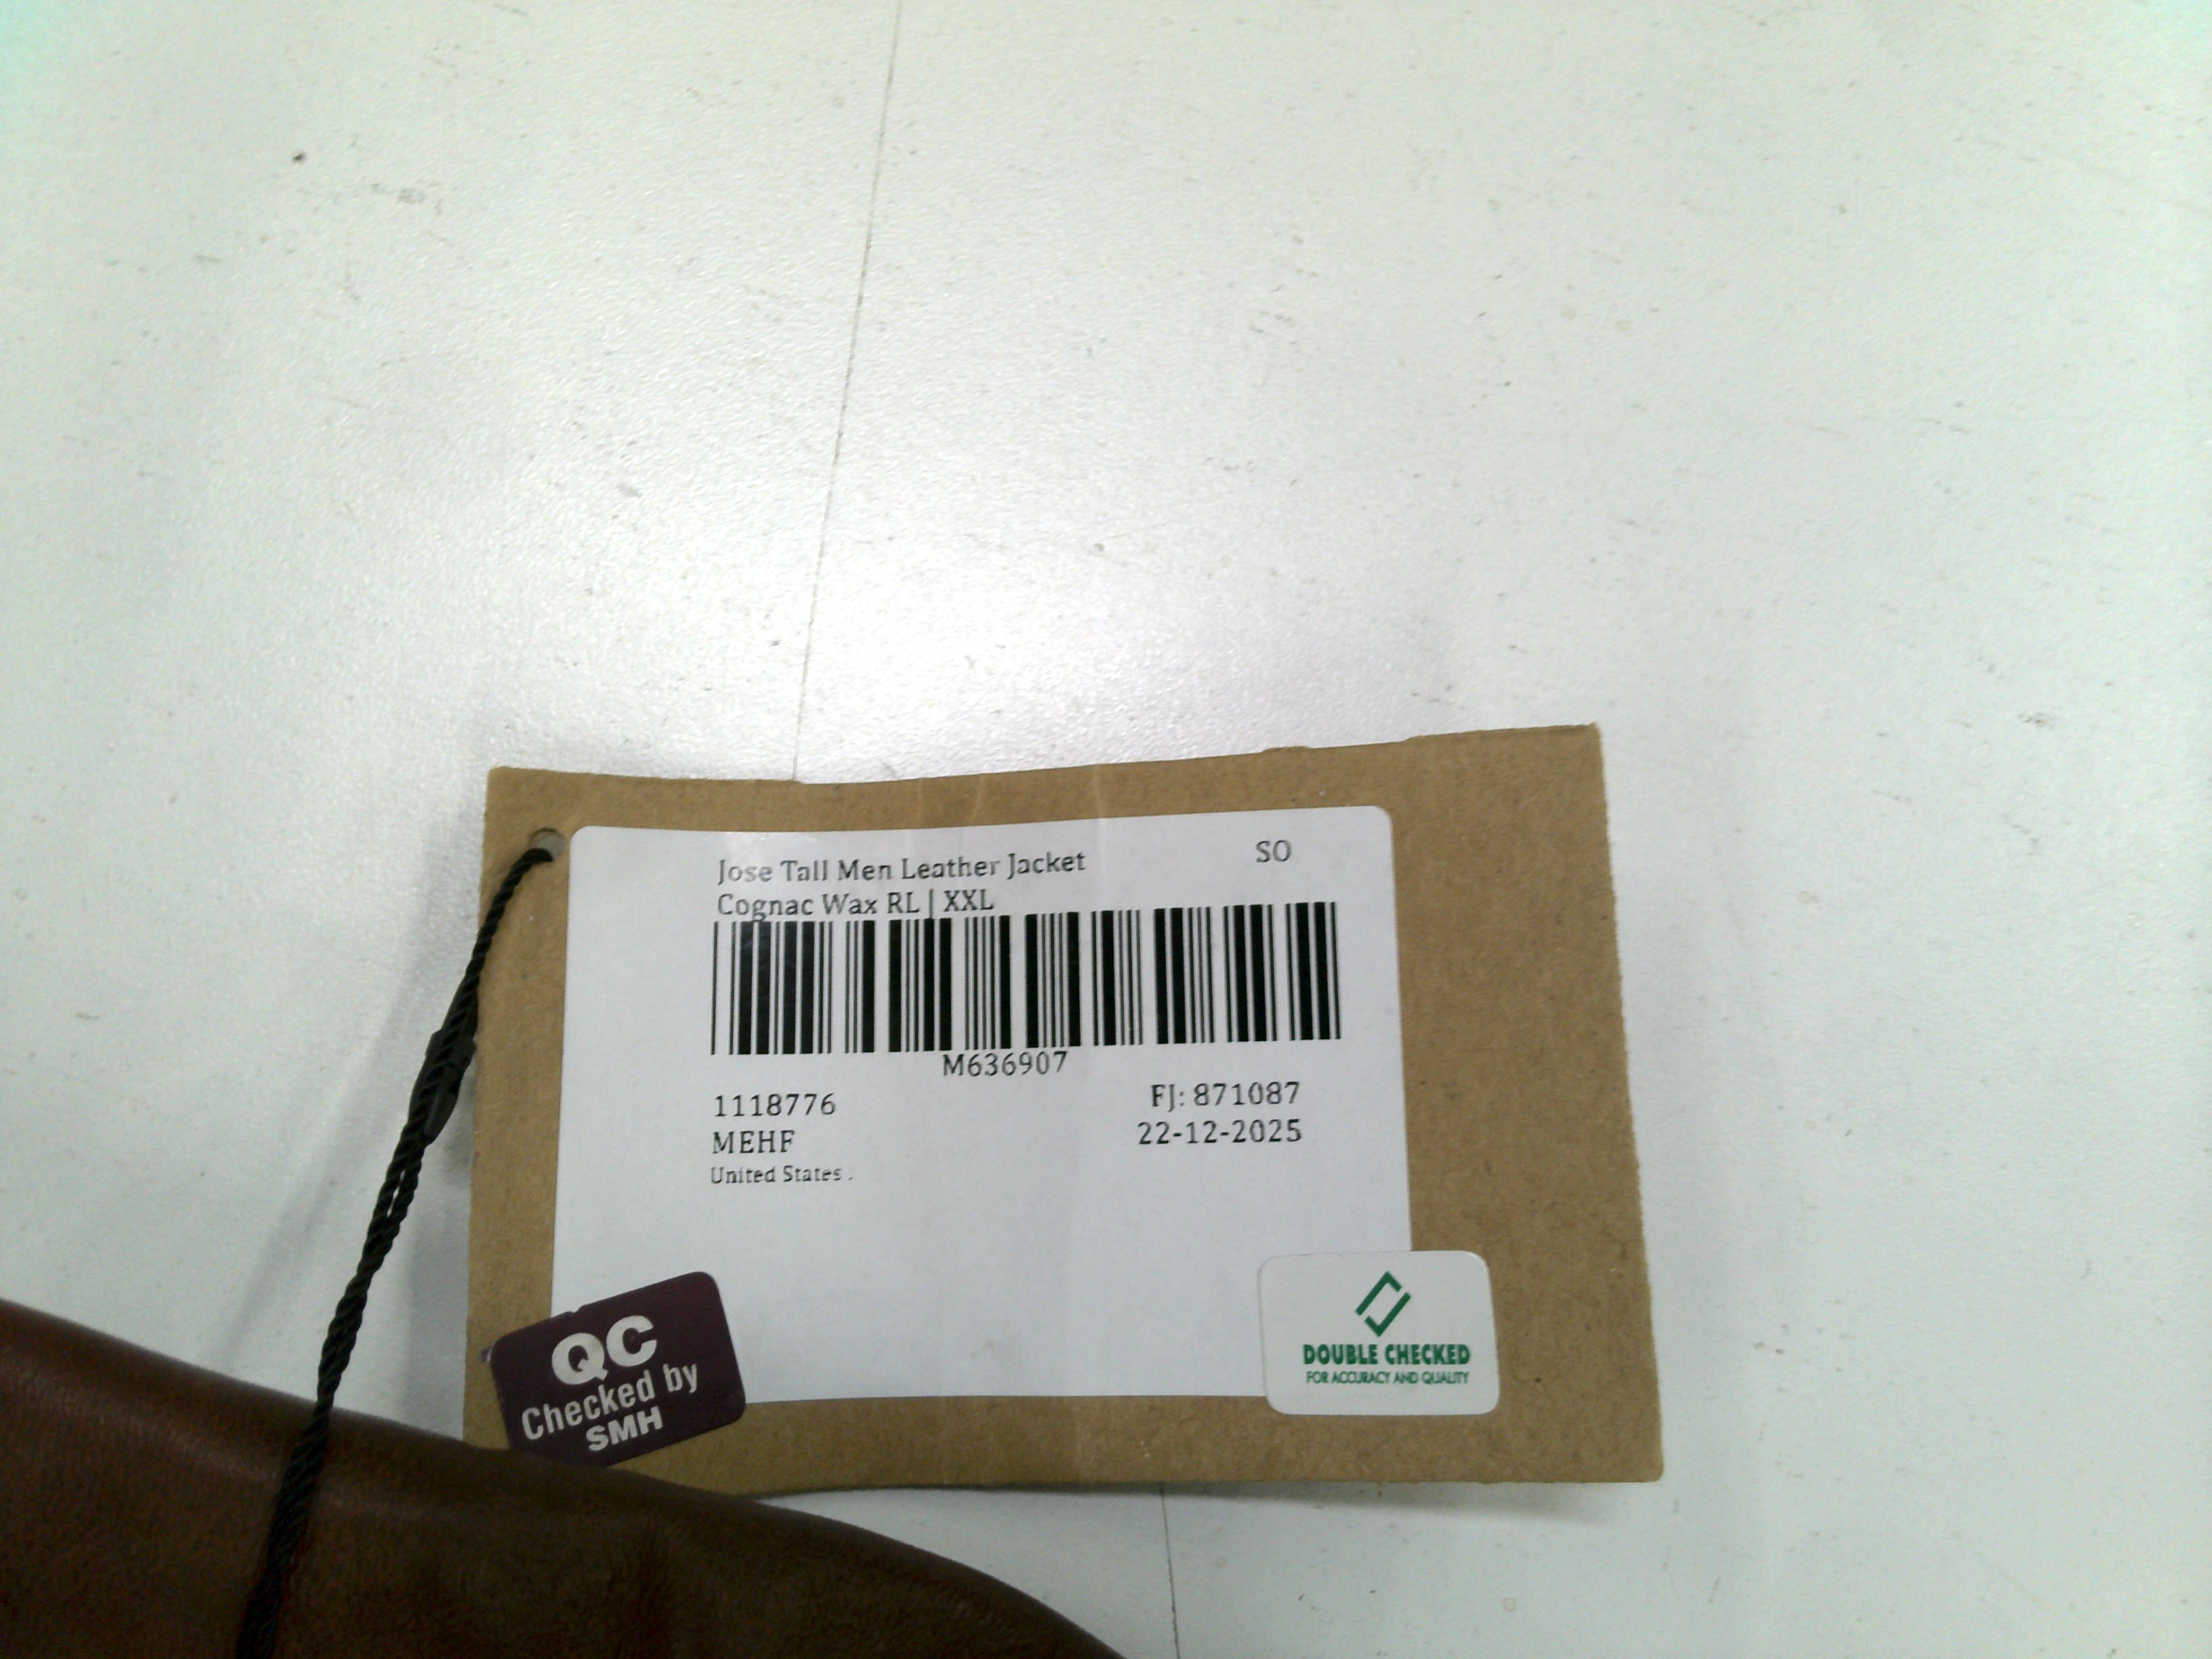 Jose Tall Men Leather Jacket SO
Cognac Wax RL | XXL
M636907
1118776 FJ: 871087
MEHF 22-12-2025
United States .
QC
Checked by
SMH
DOUBLE CHECKED
FOR ACCURACY AND QUALITY